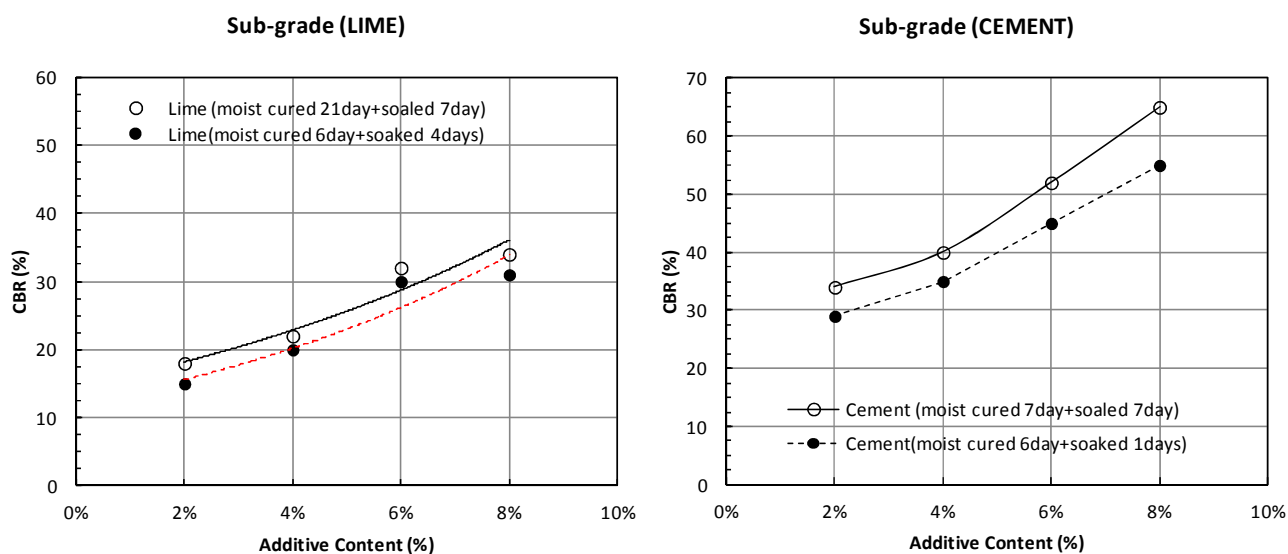 Sub-grade (LIME)
60
50
40
30
20
10
0
CBR (%)
Lime (moist cured 21day+soaled 7day)
Lime(moist cured 6day+soaked 4days)
0%
2%
4%
6%
8%
10%
Additive Content (%)
Sub-grade (CEMENT)
70
60
50
40
30
20
10
0
CBR (%)
Cement (moist cured 7day+soaled 7day)
Cement(moist cured 6day+soaked 1days)
0%
2%
4%
6%
8%
10%
Additive Content (%)